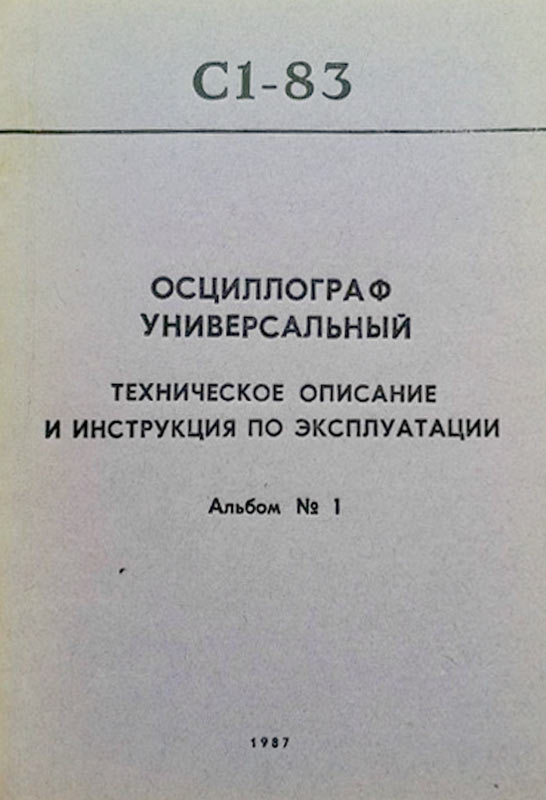 С1-83
ОСЦИЛЛОГРАФ
УНИВЕРСАЛЬНЫЙ
ТЕХНИЧЕСКОЕ ОПИСАНИЕ
И ИНСТРУКЦИЯ ПО ЭКСПЛУАТАЦИИ
Альбом № 1
1987